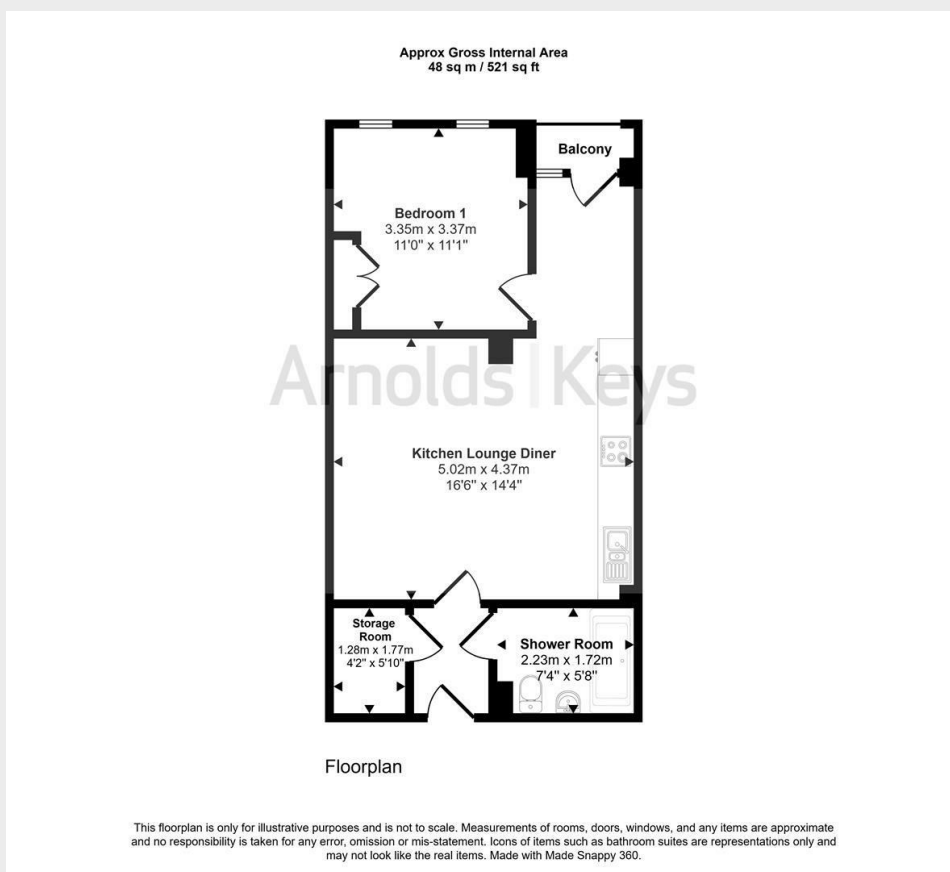 Approx Gross Internal Area
48 sq m / 521 sq ft
Balcony
Bedroom 1
3.35m x 3.37m
11'0" x 11'1"
Arnolds | Keys
Kitchen Lounge Diner
5.02m x 4.37m
16'6" x 14'4"
Storage
Room
1.28m x 1.77m
4'2" x 5'10"
Shower Room
2.23m x 1.72m
7'4" x 5'8"
Floorplan
This floorplan is only for illustrative purposes and is not to scale. Measurements of rooms, doors, windows, and any items are approximate
and no responsibility is taken for any error, omission or mis-statement. Icons of items such as bathroom suites are representations only and
may not look like the real items. Made with Made Snappy 360.